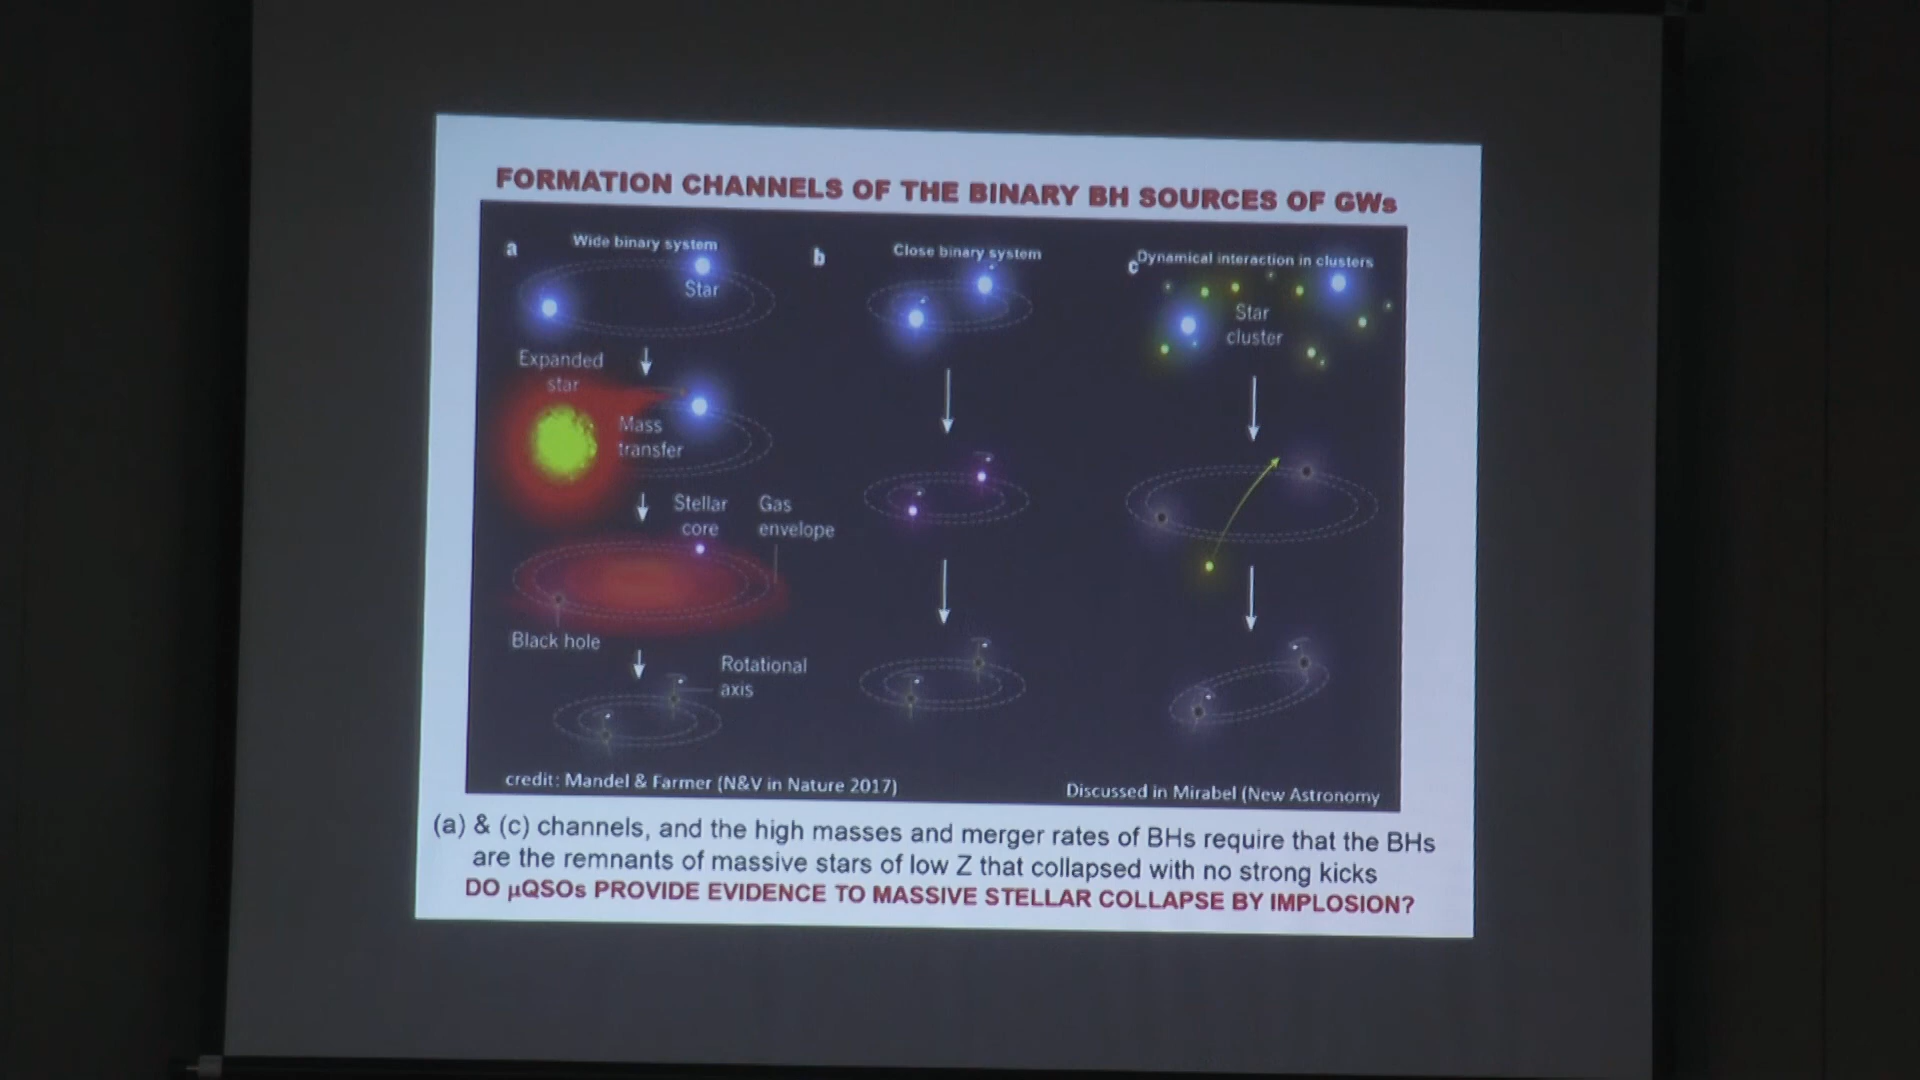 FORMATION CHANNELS OF THE BINARY BH SOURCES OF GWs
a
Wide binary system
Star
Expanded
star
Mass
transfer
Stellar
core
Gas
envelope
Black hole
Rotational
axis
b
Close binary system
c
Dynamical interaction in clusters
Star
cluster
credit: Mandel & Farmer (N&V in Nature 2017)
Discussed in Mirabel (New Astronomy
(a) & (c) channels, and the high masses and merger rates of BHs require that the BHs
are the remnants of massive stars of low Z that collapsed with no strong kicks
DO μQSOs PROVIDE EVIDENCE TO MASSIVE STELLAR COLLAPSE BY IMPLOSION?